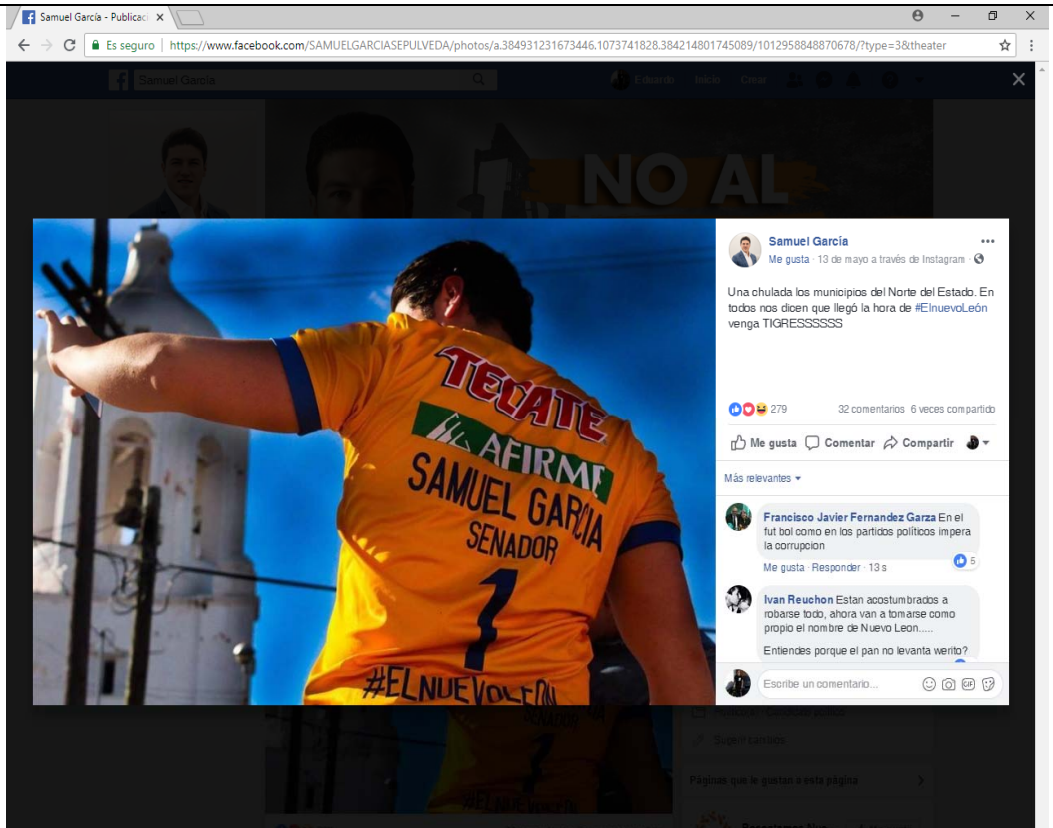 Samuel García - Publicaci
Es seguro | https://www.facebook.com/SAMUELGARCIASEPULVEDA/photos/a.384931231673446.1073741828.384214801745089/1012958848870678/?type=3&theater
Samuel García
Eduardo Inicio Crear
NO AL
TECATE
AFIRME
SAMUEL GARCIA
SENADOR
1
#ELNUEVOLEÓN
Samuel García
Me gusta · 13 de mayo a través de Instagram ·
Una chulada los municipios del Norte del Estado. En
todos nos dicen que llegó la hora de #ElnuevoLeón
venga TIGRESSSSSS
279 32 comentarios 6 veces compartido
Me gusta Comentar Compartir
Más relevantes
Francisco Javier Fernandez Garza En el
fut bol como en los partidos políticos impera
la corrupcion
Me gusta · Responder · 13 s
5
Ivan Reuchon Estan acostumbrados a
robarse todo, ahora van a tomarse como
propio el nombre de Nuevo Leon.....
Entiendes porque el pan no levanta werito?
Escribe un comentario...
GIF
SENADOR
1
#ELNUEVOLEÓN
Sugerir cambios
Páginas que le gustan a esta página